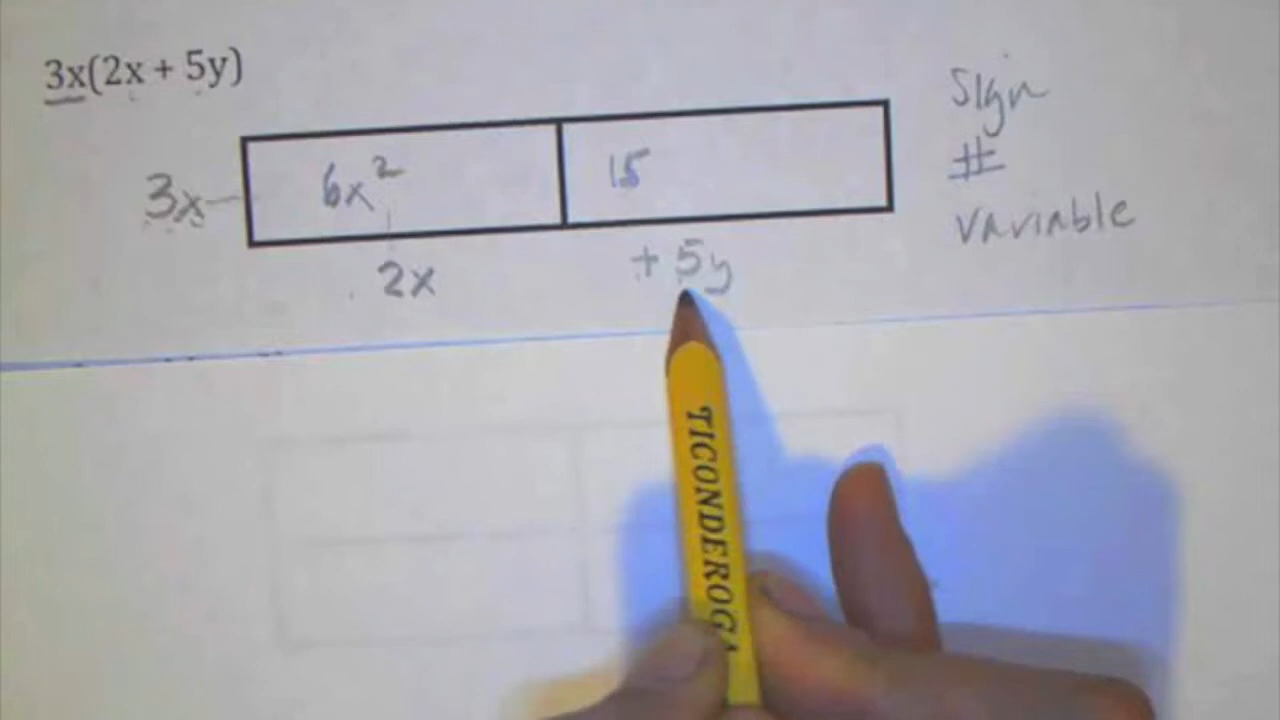 3x(2x + 5y)
Sign
#
variable
3x
6x²
15
2x
+ 5y
TICONDEROGA